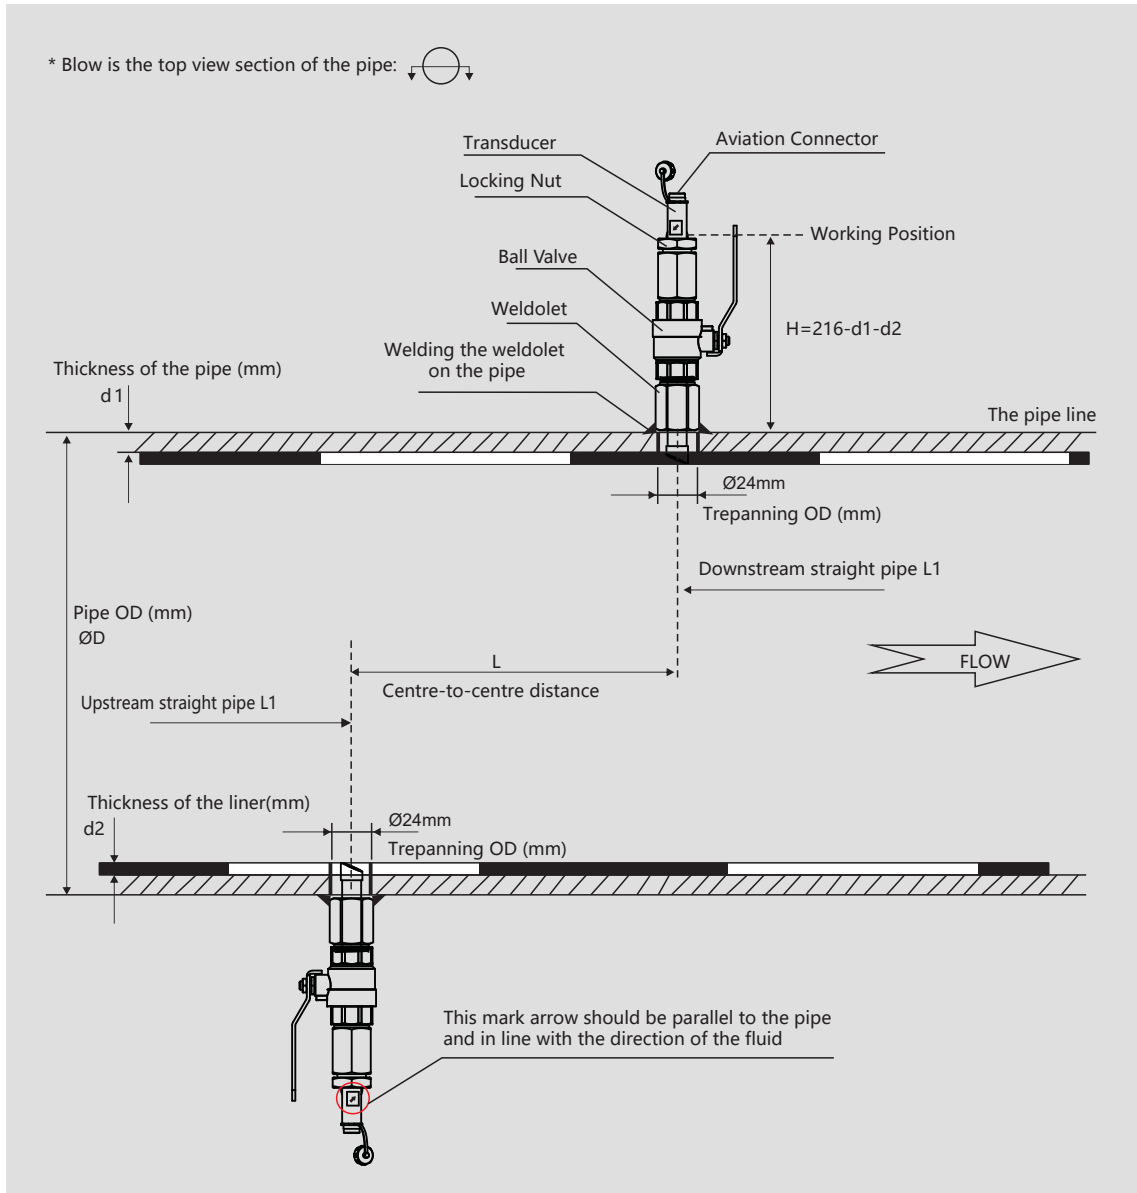 * Blow is the top view section of the pipe:
Transducer
Aviation Connector
Locking Nut
Working Position
Ball Valve
Weldolet
H=216-d1-d2
Welding the weldolet
on the pipe
Thickness of the pipe (mm)
d1
The pipe line
Ø24mm
Trepanning OD (mm)
Downstream straight pipe L1
Pipe OD (mm)
ØD
L
FLOW
Centre-to-centre distance
Upstream straight pipe L1
Thickness of the liner(mm)
d2
Ø24mm
Trepanning OD (mm)
This mark arrow should be parallel to the pipe
and in line with the direction of the fluid